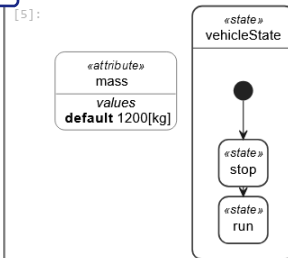 [5]:
«attribute»
mass
values
default 1200[kg]
«state»
vehicleState
«state»
stop
«state»
run